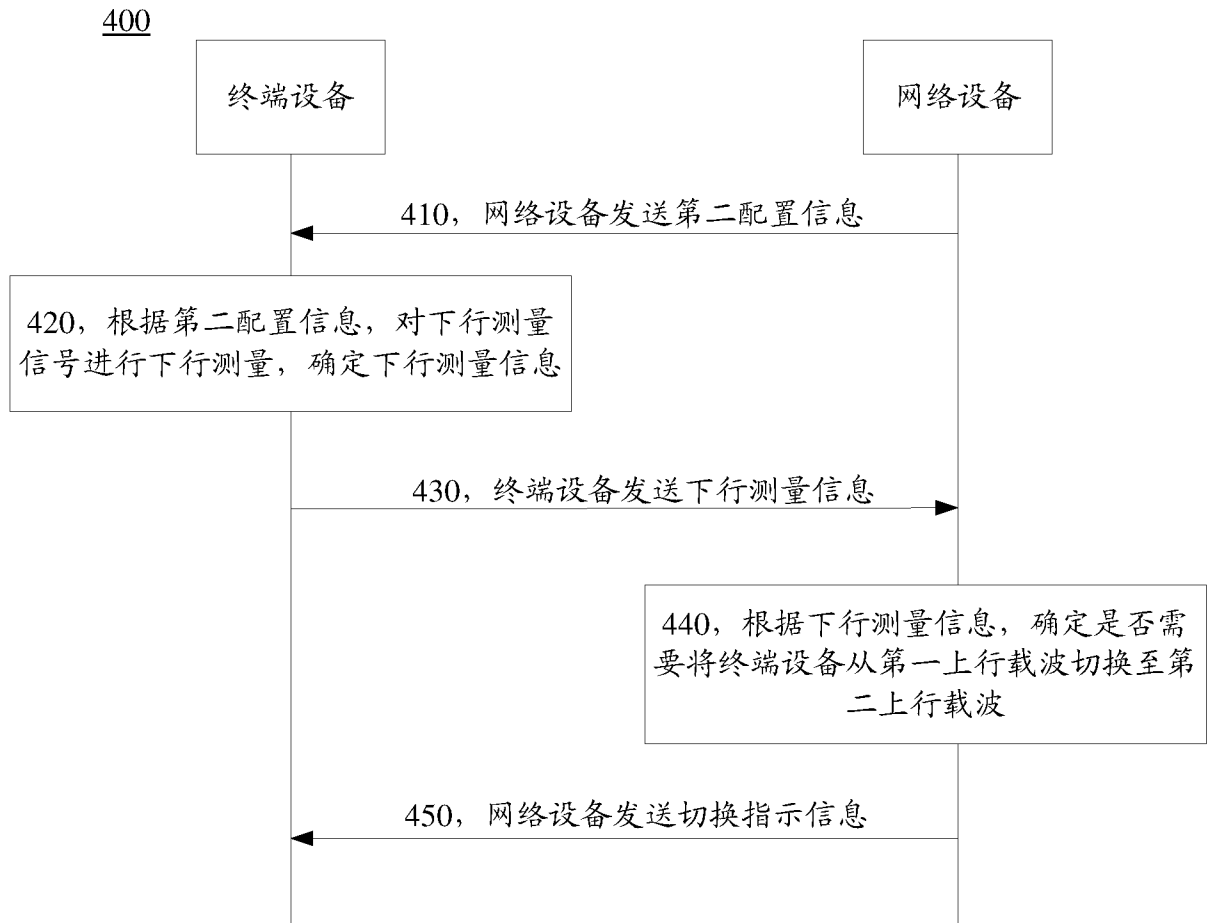 400
终端设备
网络设备
410，网络设备发送第二配置信息
420，根据第二配置信息，对下行测量
信号进行下行测量，确定下行测量信息
430，终端设备发送下行测量信息
440，根据下行测量信息，确定是否需
要将终端设备从第一上行载波切换至第
二上行载波
450，网络设备发送切换指示信息